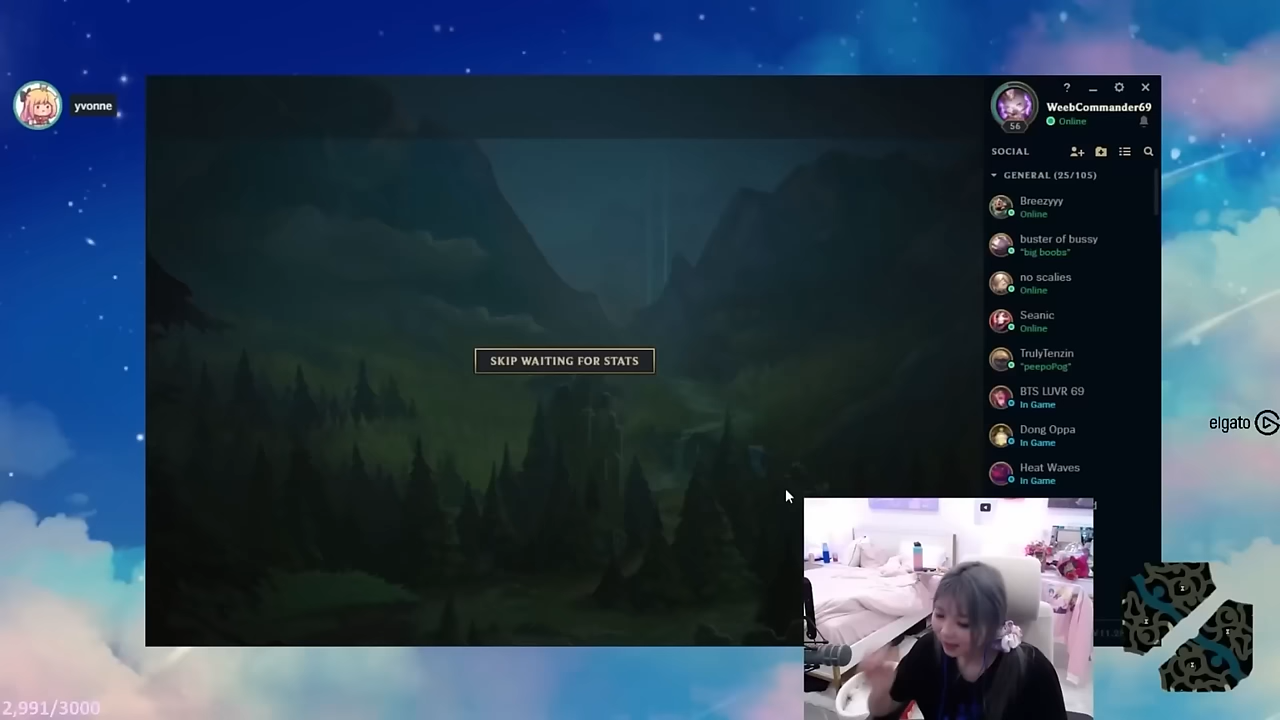 yvonne
?
WeebCommander69
56
Online
SOCIAL
GENERAL (25/105)
Breezyyy
Online
buster of bussy
"big boobs"
no scalies
Online
Seanic
Online
TrulyTenzin
"peepoPog"
BTS LUVR 69
In Game
Dong Oppa
In Game
Heat Waves
In Game
SKIP WAITING FOR STATS
elgato
2,991/3000